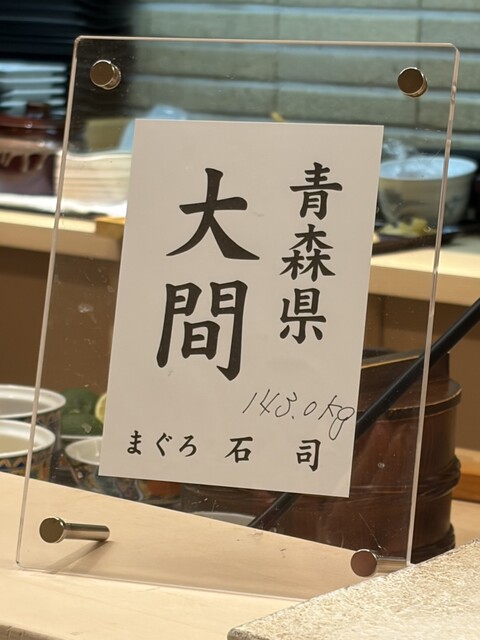 青森県
大間
143.0kg
まぐろ 石司